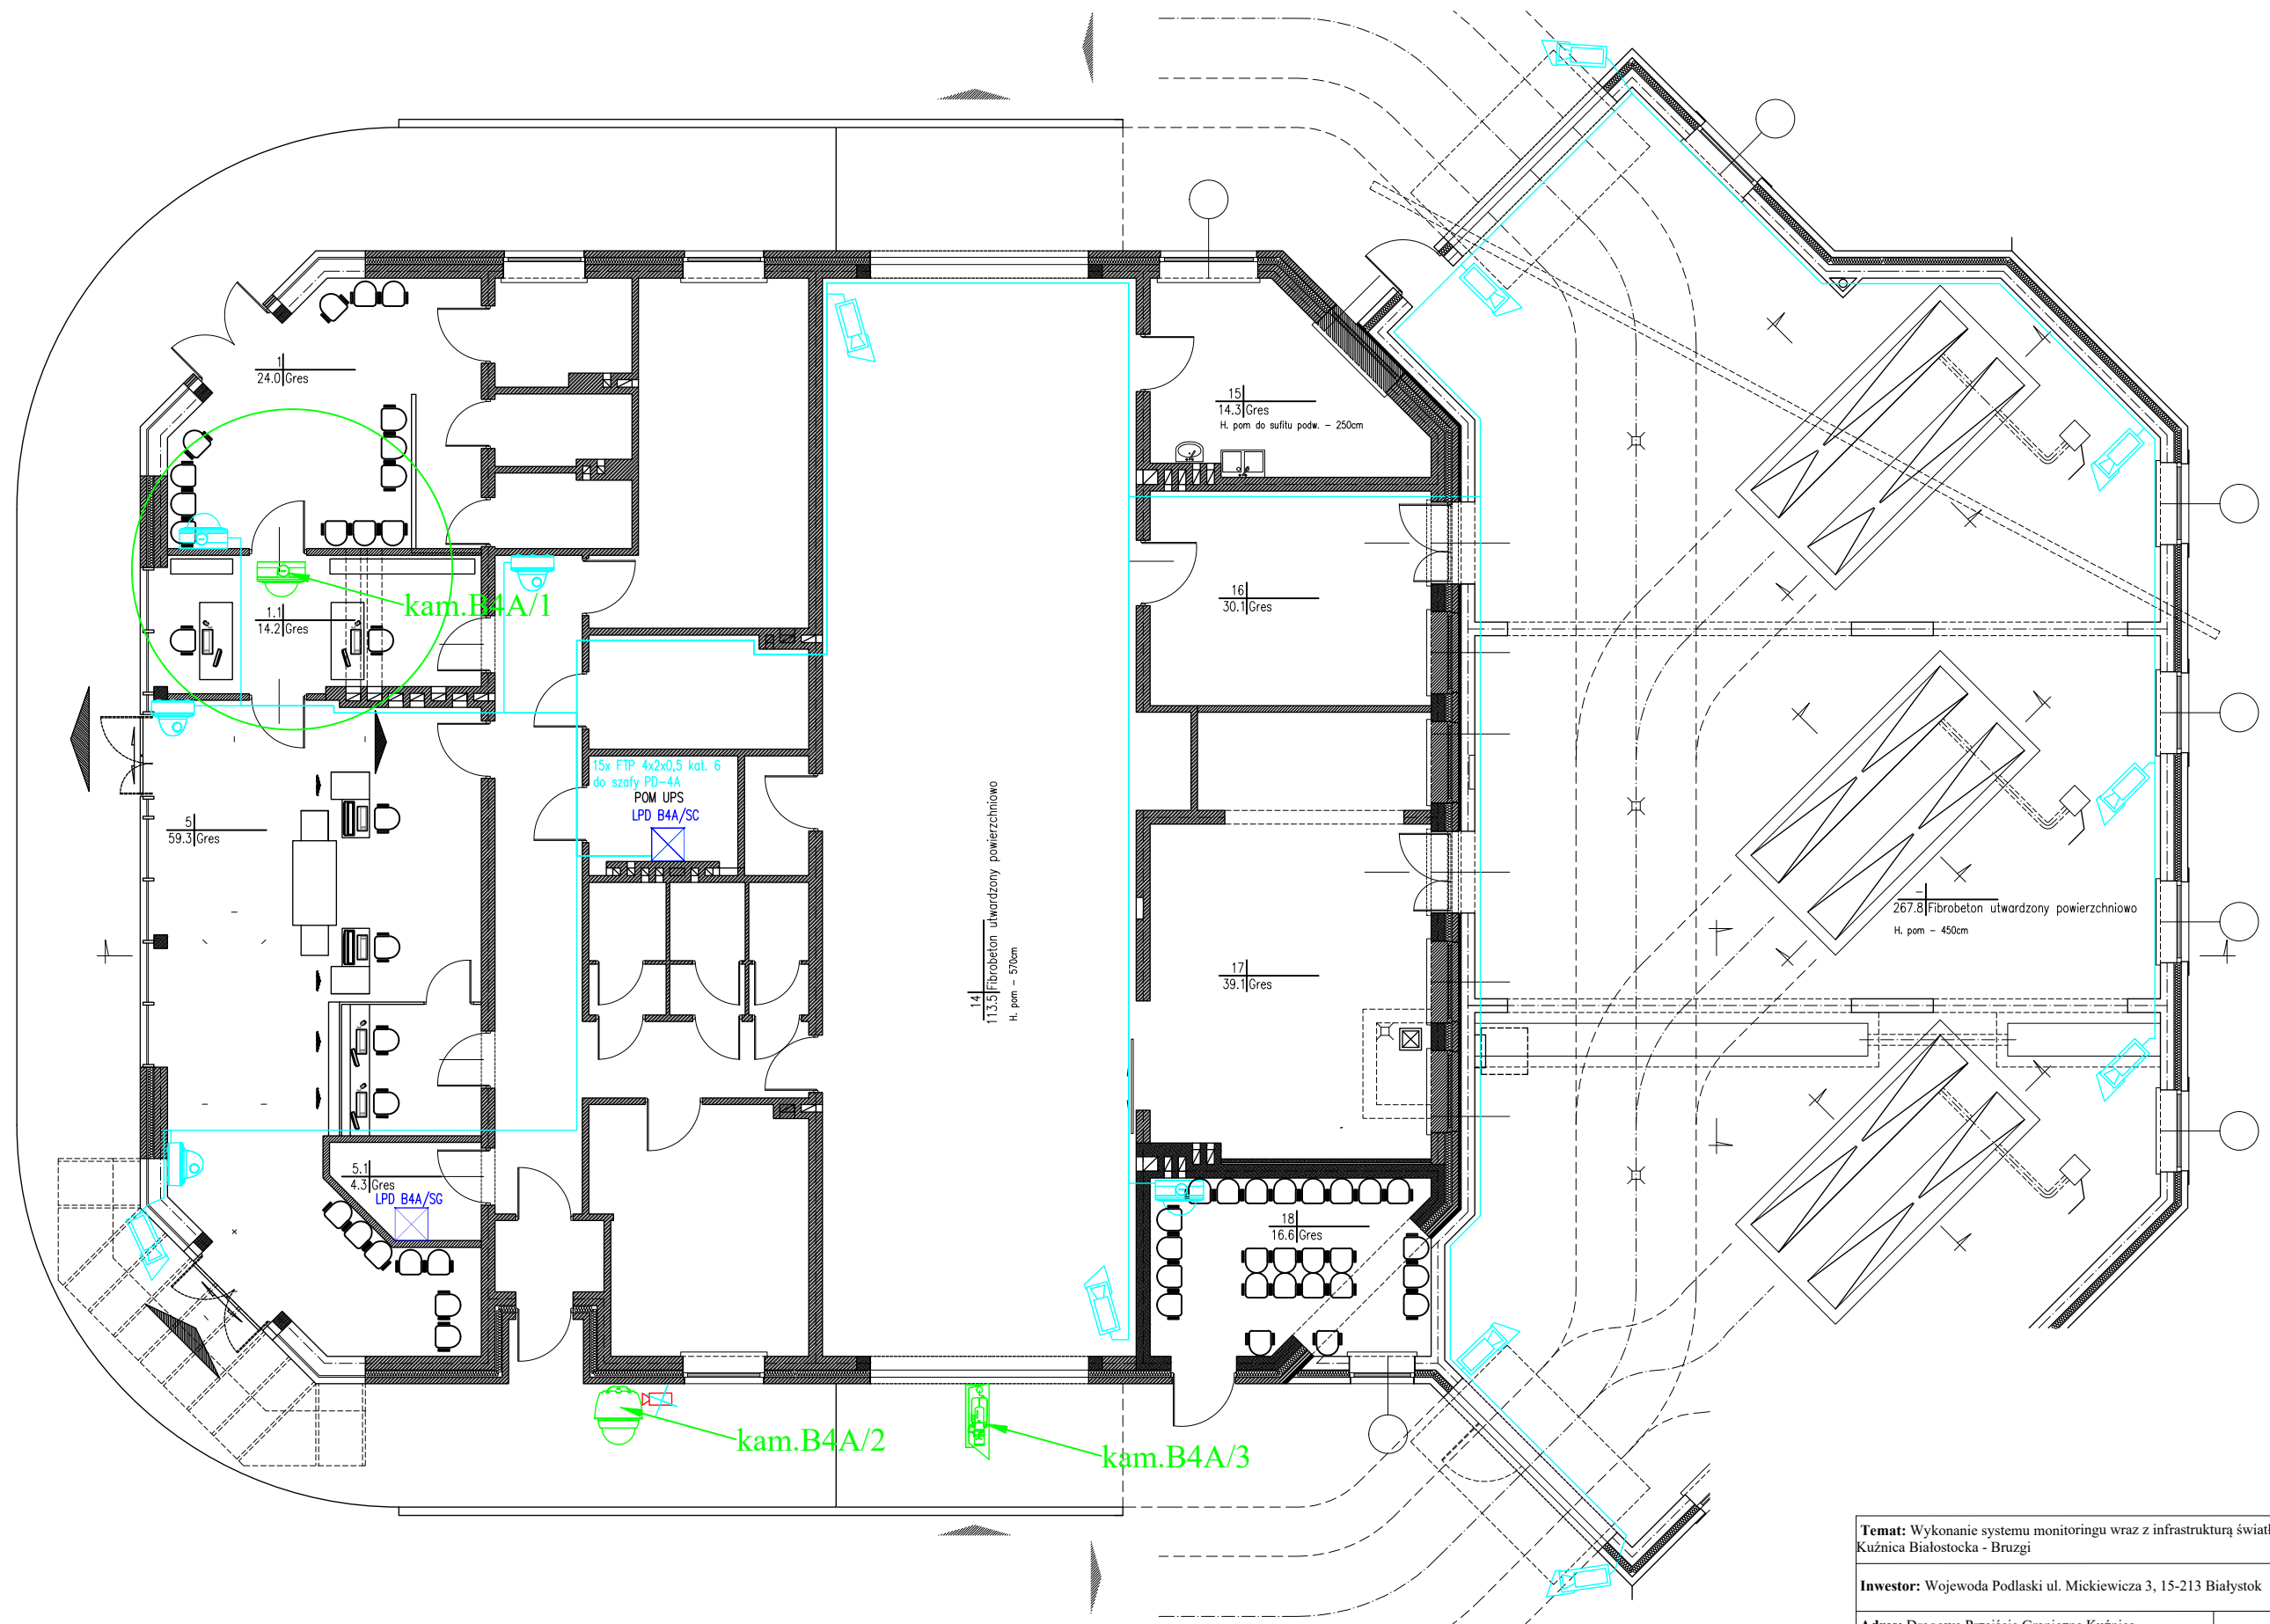 1
24.0 Gres
15
14.3 Gres
H. pom do sufitu podw. – 250cm
kam.B4A/1
1.1
14.2 Gres
16
30.1 Gres
15x FTP 4x2x0,5 kat. 6
do szafy PD-4A
POM UPS
LPD B4A/SC
5
59.3 Gres
14
113.5 Fibrobeton utwardzony powierzchniowo
H. pom – 570cm
–
267.8 Fibrobeton utwardzony powierzchniowo
H. pom – 450cm
17
39.1 Gres
5.1
4.3 Gres
LPD B4A/SG
18
16.6 Gres
kam.B4A/2
kam.B4A/3
Temat: Wykonanie systemu monitoringu wraz z infrastrukturą
Kuźnica Białostocka - Bruzgi
Inwestor: Wojewoda Podlaski ul. Mickiewicza 3, 15-213 Białystok